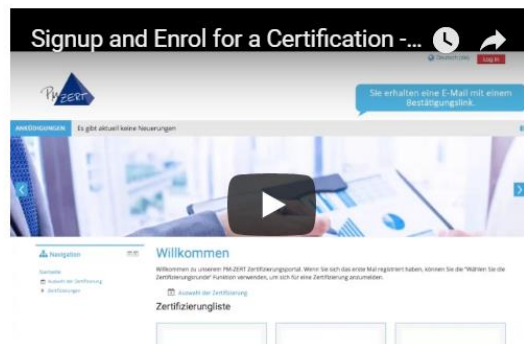 Signup and Enrol for a Certification -...
Deutsch (de)
Log in
PM ZERT
Sie erhalten eine E-Mail mit einem
Bestätigungslink.
ANKÜNDIGUNGEN
Es gibt aktuell keine Neuerungen
Navigation
Willkommen
Startseite
Auswahl der Zertifizierung
Zertifizierungen
Willkommen zu unserem PM-ZERT Zertifizierungsportal. Wenn Sie sich das erste Mal registriert haben, können Sie die "Wählen Sie die
Zertifizierungsrunde" Funktion verwenden, um sich für eine Zertifizierung anzumelden.
Auswahl der Zertifizierung
Zertifizierungliste